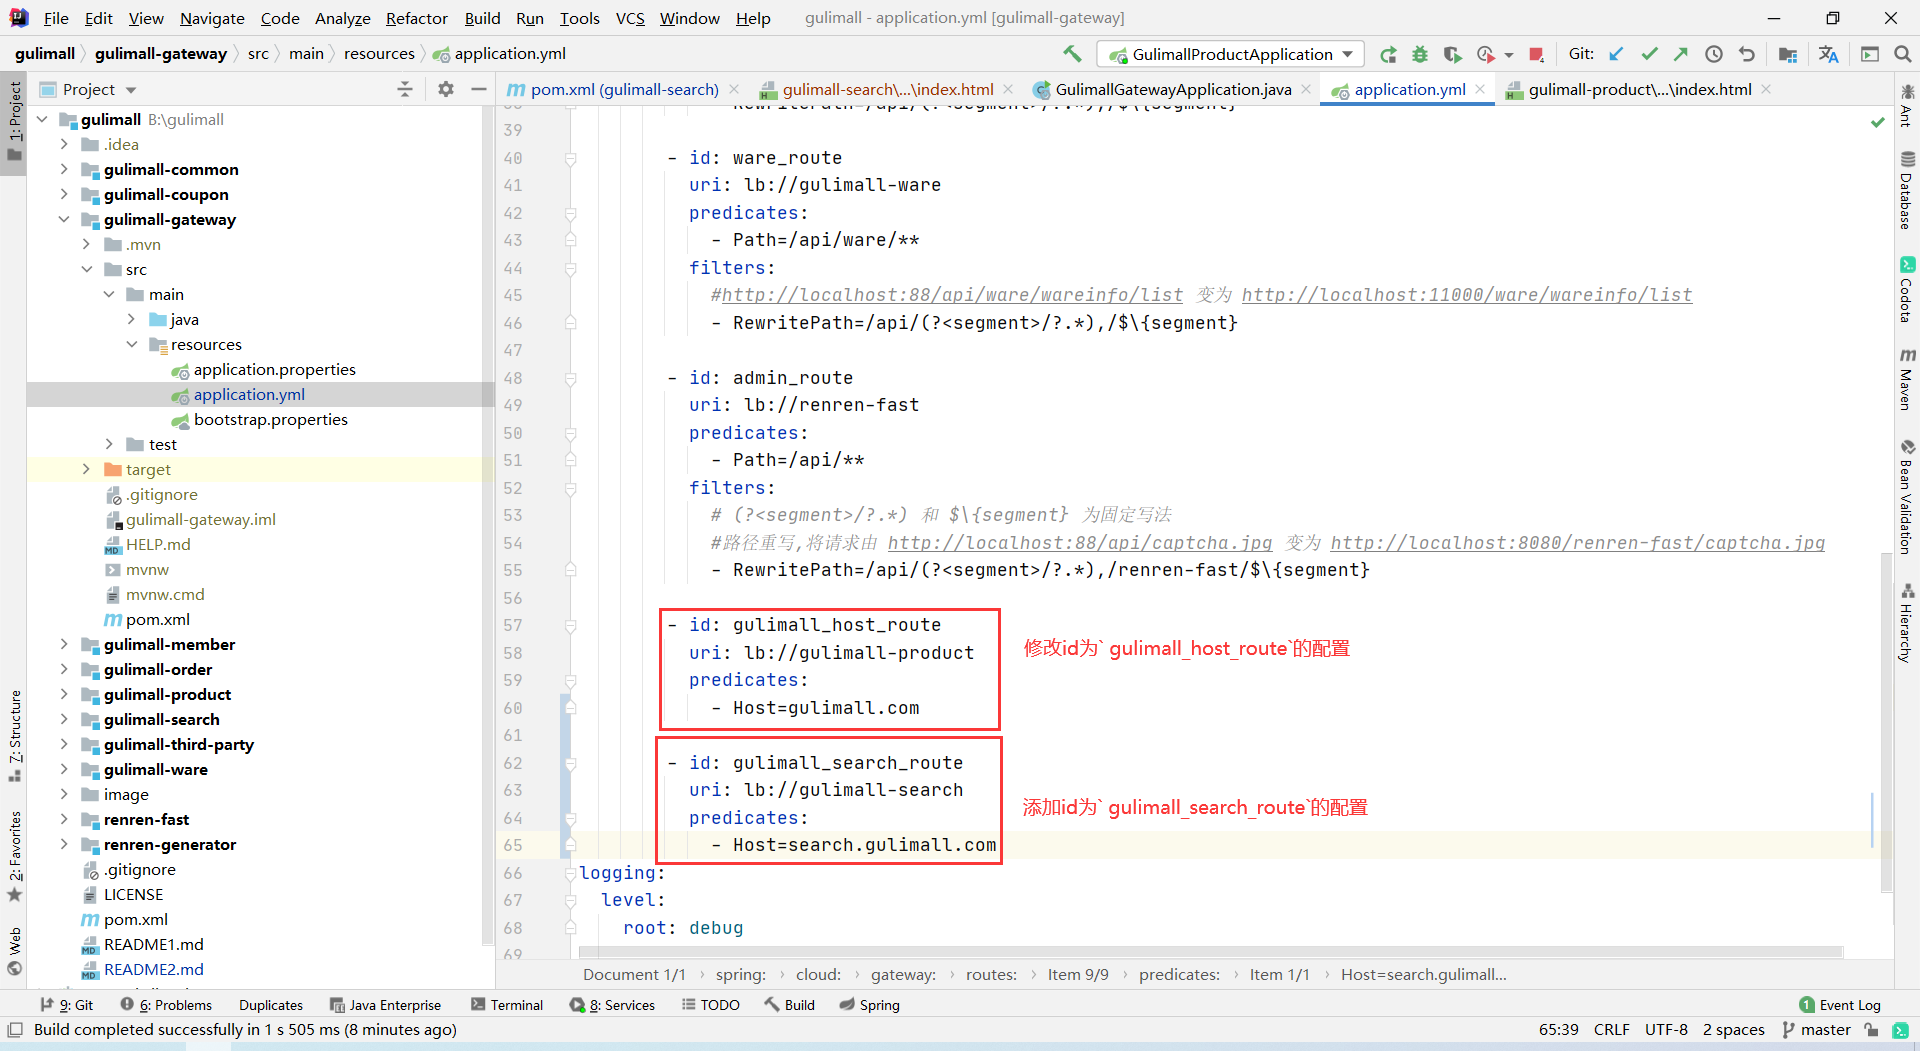 File Edit View Navigate Code Analyze Refactor Build Run Tools VCS Window Help gulimall - application.yml [gulimall-gateway]
gulimall gulimall-gateway src main resources application.yml GulimallProductApplication Git:
Project pom.xml (gulimall-search) gulimall-search\...\index.html GulimallGatewayApplication.java application.yml gulimall-product\...\index.html
1: Project
7: Structure
2: Favorites
Web
gulimall B:\gulimall
.idea
gulimall-common
gulimall-coupon
gulimall-gateway
.mvn
src
main
java
resources
application.properties
application.yml
bootstrap.properties
test
target
.gitignore
gulimall-gateway.iml
HELP.md
mvnw
mvnw.cmd
pom.xml
gulimall-member
gulimall-order
gulimall-product
gulimall-search
gulimall-third-party
gulimall-ware
image
renren-fast
renren-generator
.gitignore
LICENSE
pom.xml
README1.md
README2.md
39
40 - id: ware_route
41 uri: lb://gulimall-ware
42 predicates:
43 - Path=/api/ware/**
44 filters:
45 #http://localhost:88/api/ware/wareinfo/list 变为 http://localhost:11000/ware/wareinfo/list
46 - RewritePath=/api/(?<segment>/?.*),/$\{segment}
47
48 - id: admin_route
49 uri: lb://renren-fast
50 predicates:
51 - Path=/api/**
52 filters:
53 # (?<segment>/?.*) 和 $\{segment} 为固定写法
54 #路径重写,将请求由 http://localhost:88/api/captcha.jpg 变为 http://localhost:8080/renren-fast/captcha.jpg
55 - RewritePath=/api/(?<segment>/?.*),/renren-fast/$\{segment}
56
57 - id: gulimall_host_route
58 uri: lb://gulimall-product
59 predicates:
60 - Host=gulimall.com
61
62 - id: gulimall_search_route
63 uri: lb://gulimall-search
64 predicates:
65 - Host=search.gulimall.com
66 logging:
67 level:
68 root: debug
69
修改id为` gulimall_host_route`的配置
添加id为` gulimall_search_route`的配置
Ant
Database
Codota
Maven
Bean Validation
Hierarchy
Document 1/1 spring: cloud: gateway: routes: Item 9/9 predicates: Item 1/1 Host=search.gulimall...
9: Git 6: Problems Duplicates Java Enterprise Terminal 8: Services TODO Build Spring 1 Event Log
Build completed successfully in 1 s 505 ms (8 minutes ago) 65:39 CRLF UTF-8 2 spaces master